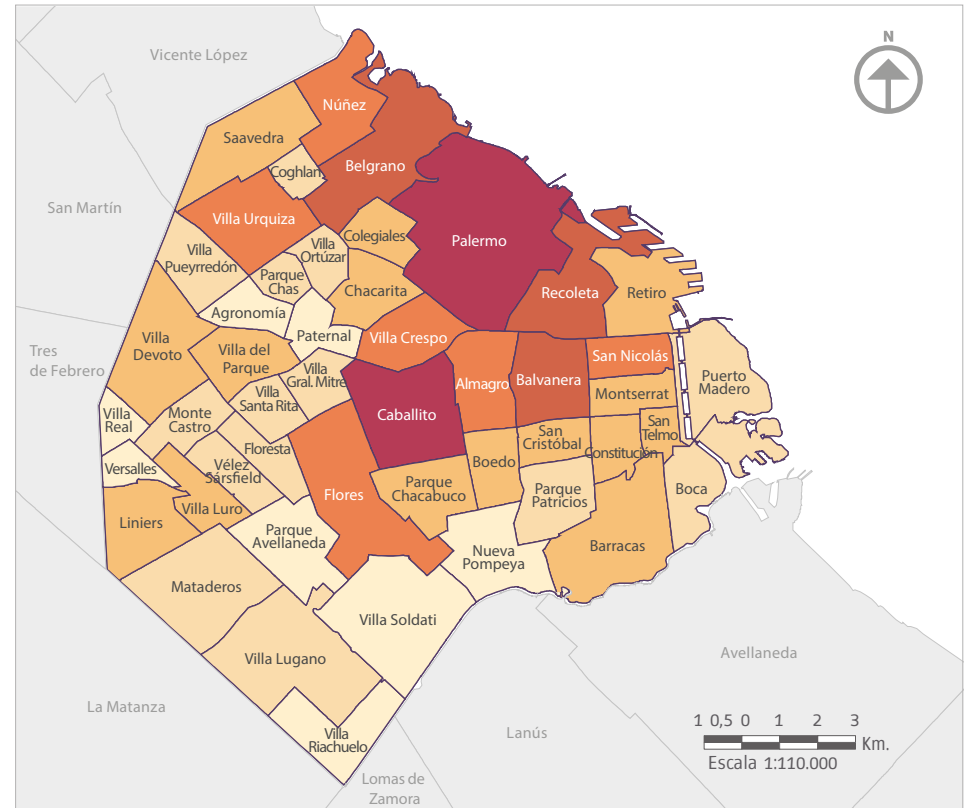 Vicente López
N
Núñez
Saavedra
Belgrano
Coghlan
San Martín
Villa Urquiza
Colegiales
Palermo
Villa
Ortúzar
Villa
Pueyrredón
Parque
Chas
Chacarita
Recoleta
Retiro
Agronomía
Paternal
Villa Crespo
Villa
Devoto
Tres
de Febrero
Villa del
Parque
San Nicolás
Villa
Gral. Mitre
Almagro
Balvanera
Puerto
Madero
Montserrat
Villa
Santa Rita
Caballito
Villa
Real
Monte
Castro
San
Telmo
San
Cristóbal
Constitución
Floresta
Versalles
Vélez
Sársfield
Boedo
Parque
Chacabuco
Parque
Patricios
Boca
Flores
Villa Luro
Liniers
Parque
Avellaneda
Barracas
Nueva
Pompeya
Mataderos
Villa Soldati
Villa Lugano
Avellaneda
La Matanza
Villa
Riachuelo
Lanús
1 0,5 0 1 2 3
Km.
Escala 1:110.000
Lomas de
Zamora